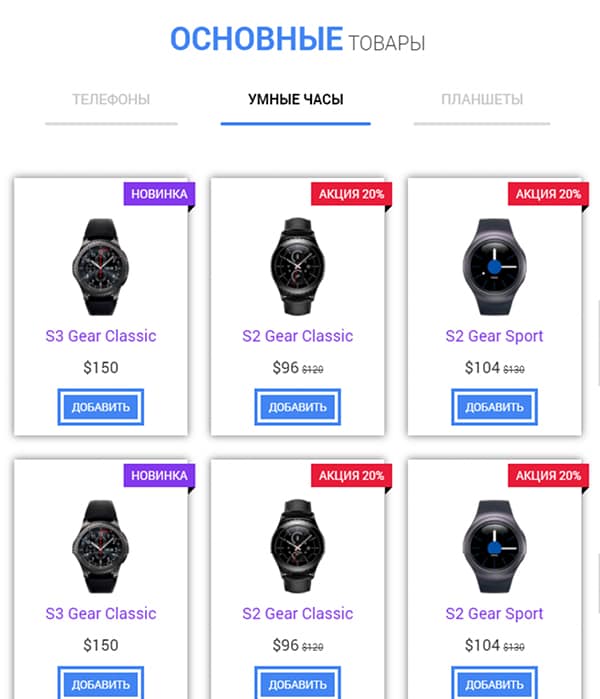 ОСНОВНЫЕ ТОВАРЫ
ТЕЛЕФОНЫ УМНЫЕ ЧАСЫ ПЛАНШЕТЫ
НОВИНКА АКЦИЯ 20% АКЦИЯ 20%
S3 Gear Classic S2 Gear Classic S2 Gear Sport
$150 $96 $120 $104 $130
ДОБАВИТЬ ДОБАВИТЬ ДОБАВИТЬ
НОВИНКА АКЦИЯ 20% АКЦИЯ 20%
S3 Gear Classic S2 Gear Classic S2 Gear Sport
$150 $96 $120 $104 $130
ДОБАВИТЬ ДОБАВИТЬ ДОБАВИТЬ